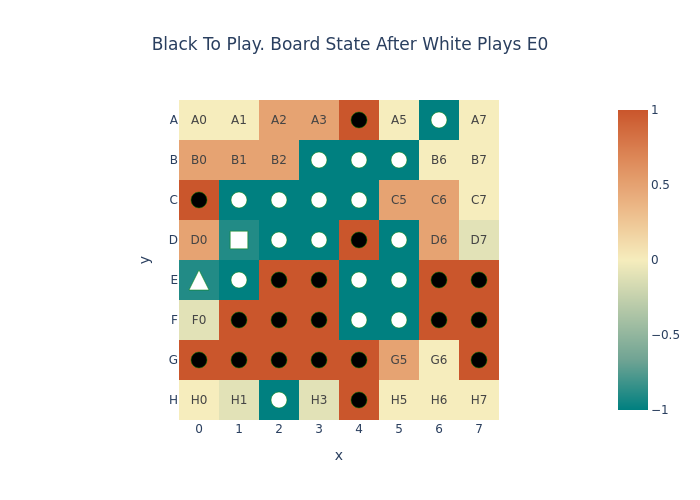 Black To Play. Board State After White Plays E0
A A0 A1 A2 A3 A5 A7
B B0 B1 B2 B6 B7
C C5 C6 C7
D D0 D6 D7
E
F F0
G G5 G6
H H0 H1 H3 H5 H6 H7
0 1 2 3 4 5 6 7
x
y
1
0.5
0
−0.5
−1